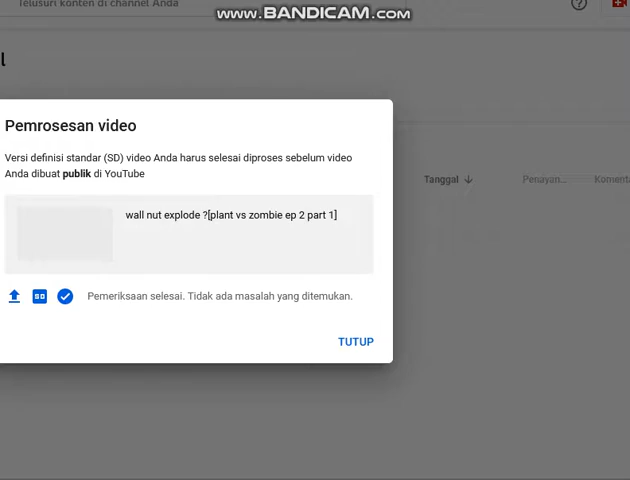 Telusuri konten di channel Anda
www.BANDICAM.com
l
Pemrosesan video
Versi definisi standar (SD) video Anda harus selesai diproses sebelum video
Anda dibuat publik di YouTube
Tanggal
Penayan...
Komenta
wall nut explode ?[plant vs zombie ep 2 part 1]
SD
Pemeriksaan selesai. Tidak ada masalah yang ditemukan.
TUTUP